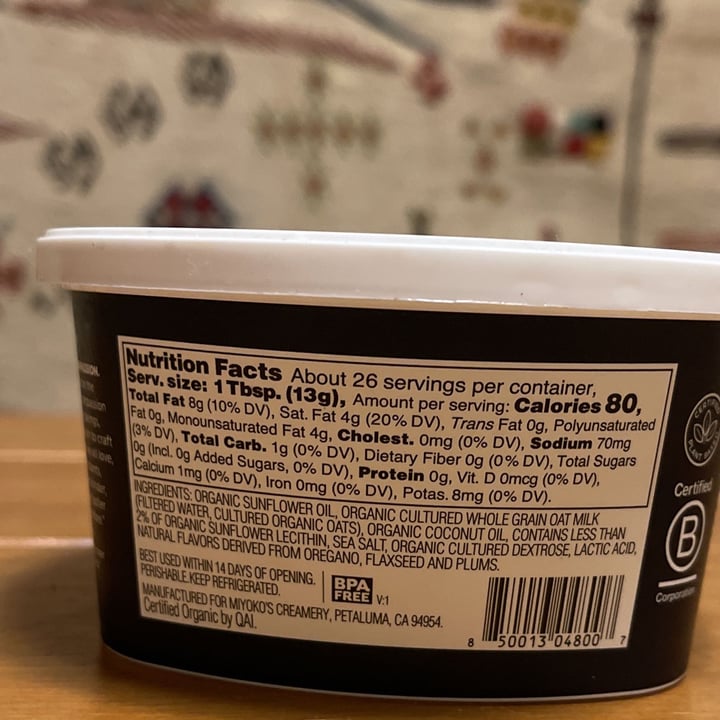 Nutrition Facts About 26 servings per container,
Serv. size: 1 Tbsp. (13g), Amount per serving: Calories 80,
Total Fat 8g (10% DV), Sat. Fat 4g (20% DV), Trans Fat 0g, Polyunsaturated
Fat 0g, Monounsaturated Fat 4g, Cholest. 0mg (0% DV), Sodium 70mg
(3% DV), Total Carb. 1g (0% DV), Dietary Fiber 0g (0% DV), Total Sugars
0g (Incl. 0g Added Sugars, 0% DV), Protein 0g, Vit. D 0mcg (0% DV),
Calcium 1mg (0% DV), Iron 0mg (0% DV), Potas. 8mg (0% DV).
INGREDIENTS: ORGANIC SUNFLOWER OIL, ORGANIC CULTURED WHOLE GRAIN OAT MILK
(FILTERED WATER, CULTURED ORGANIC OATS), ORGANIC COCONUT OIL, CONTAINS LESS THAN
2% OF ORGANIC SUNFLOWER LECITHIN, SEA SALT, ORGANIC CULTURED DEXTROSE, LACTIC ACID,
NATURAL FLAVORS DERIVED FROM OREGANO, FLAXSEED AND PLUMS.
BEST USED WITHIN 14 DAYS OF OPENING.
PERISHABLE.KEEP REFRIGERATED.
BPA
FREE V:1
MANUFACTURED FOR MIYOKO'S CREAMERY, PETALUMA, CA 94954.
Certified Organic by QAI.
8 50013 04800 7
Certified
B
Corporation